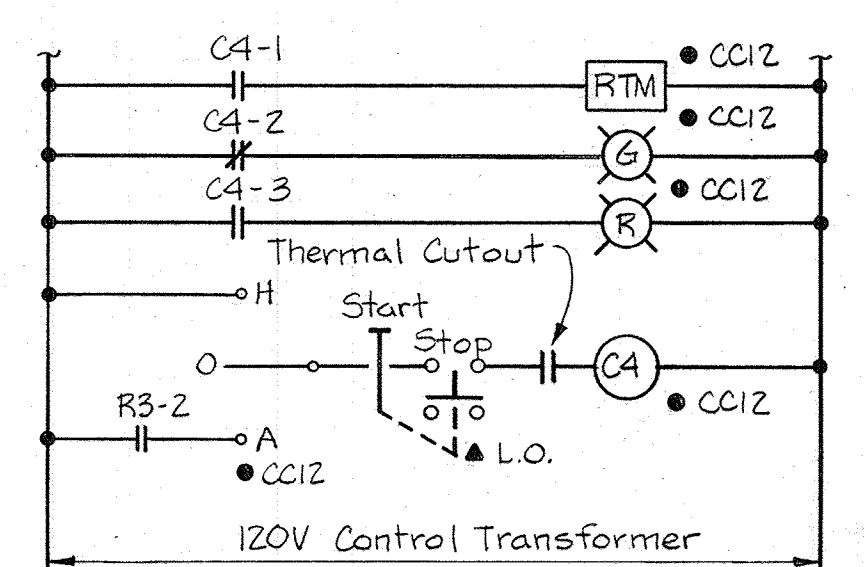 C4-1
CC12
RTM
C4-2
CC12
G
C4-3
CC12
R
Thermal Cutout
H
Start
Stop
O
C4
R3-2
CC12
A
L.O.
CC12
120V Control Transformer